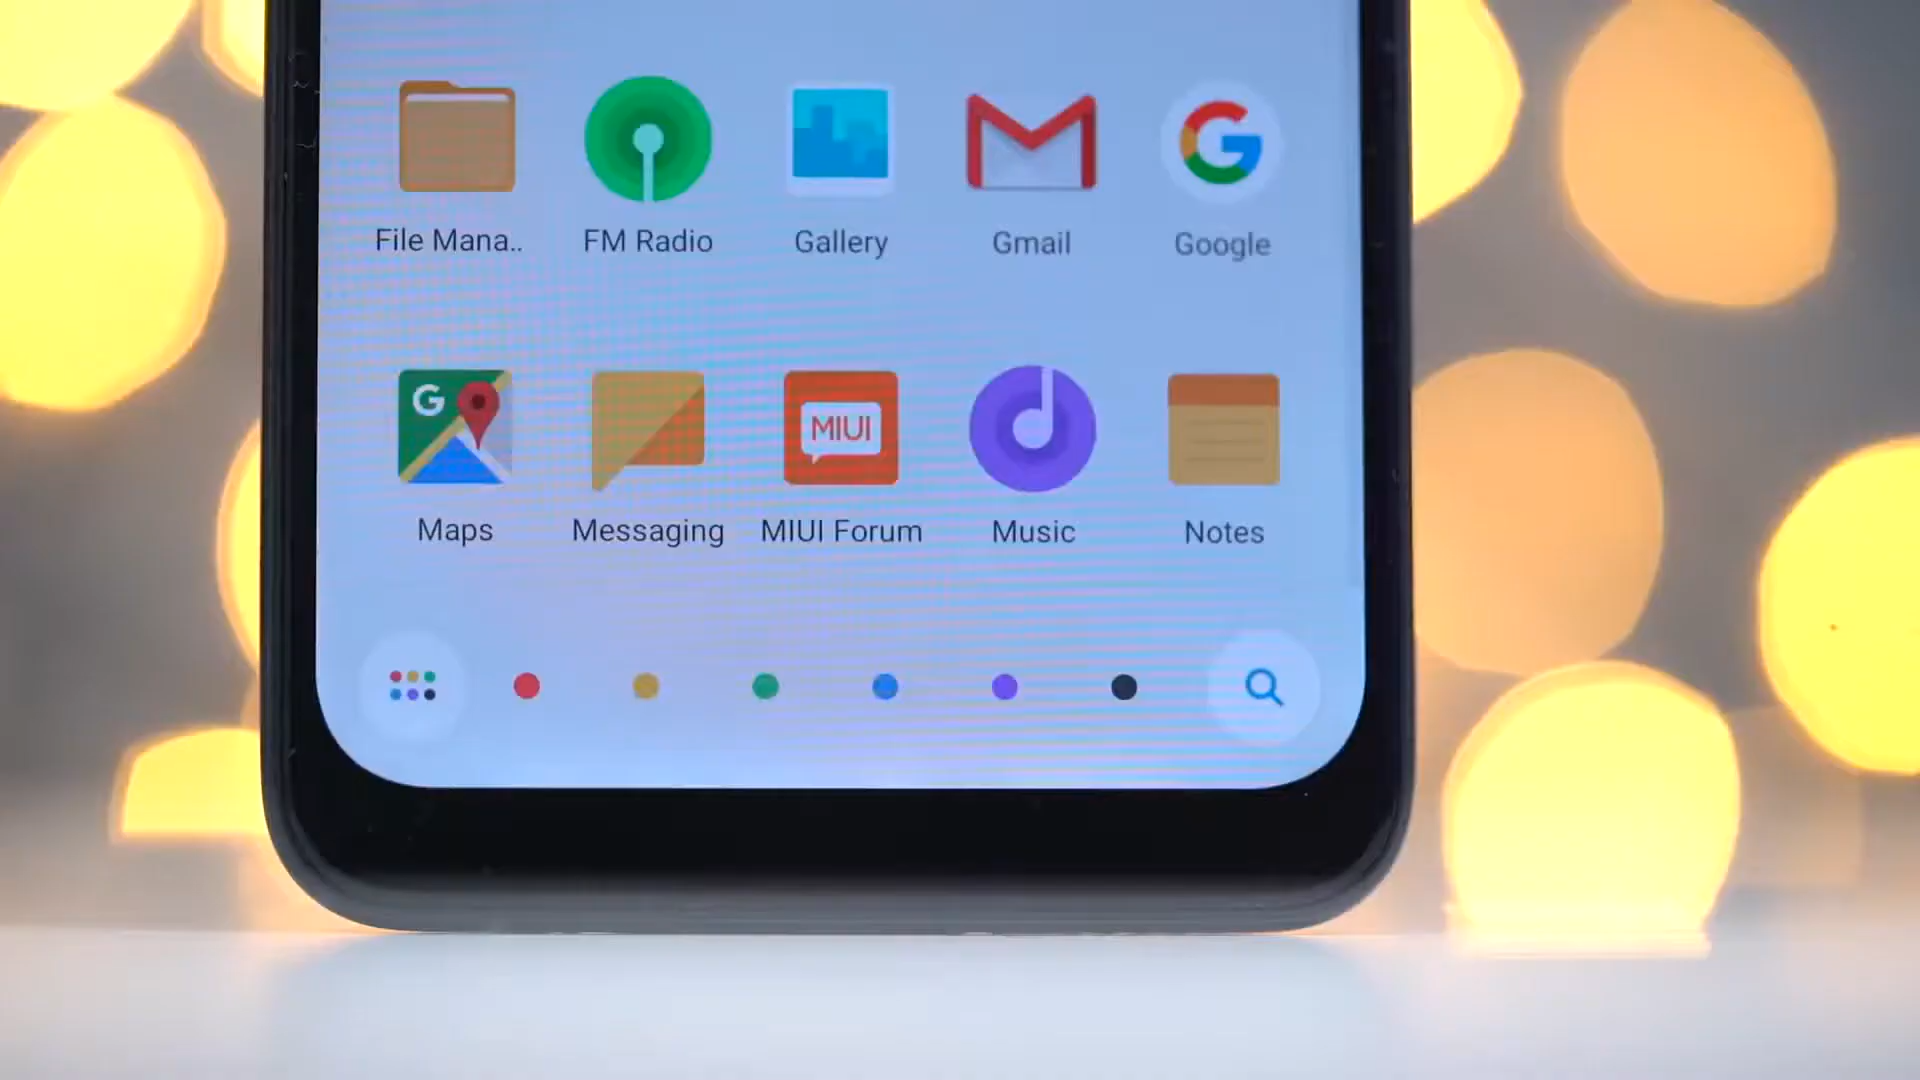 File Mana..
FM Radio
Gallery
Gmail
Google
G
MIUI
Maps
Messaging
MIUI Forum
Music
Notes